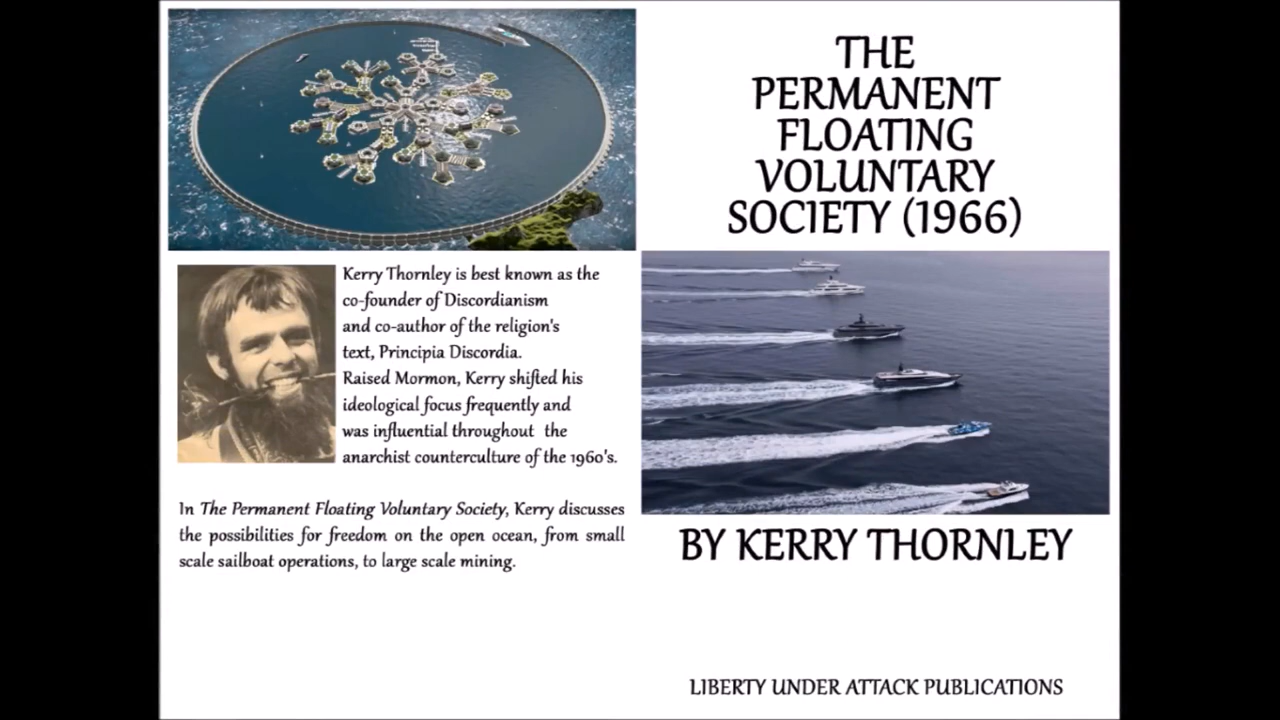 Kerry Thornley is best known as the
co-founder of Discordianism
and co-author of the religion's
text, Principia Discordia.
Raised Mormon, Kerry shifted his
ideological focus frequently and
was influential throughout the
anarchist counterculture of the 1960's.
In The Permanent Floating Voluntary Society, Kerry discusses
the possibilities for freedom on the open ocean, from small
scale sailboat operations, to large scale mining.
THE
PERMANENT
FLOATING
VOLUNTARY
SOCIETY (1966)
BY KERRY THORNLEY
LIBERTY UNDER ATTACK PUBLICATIONS